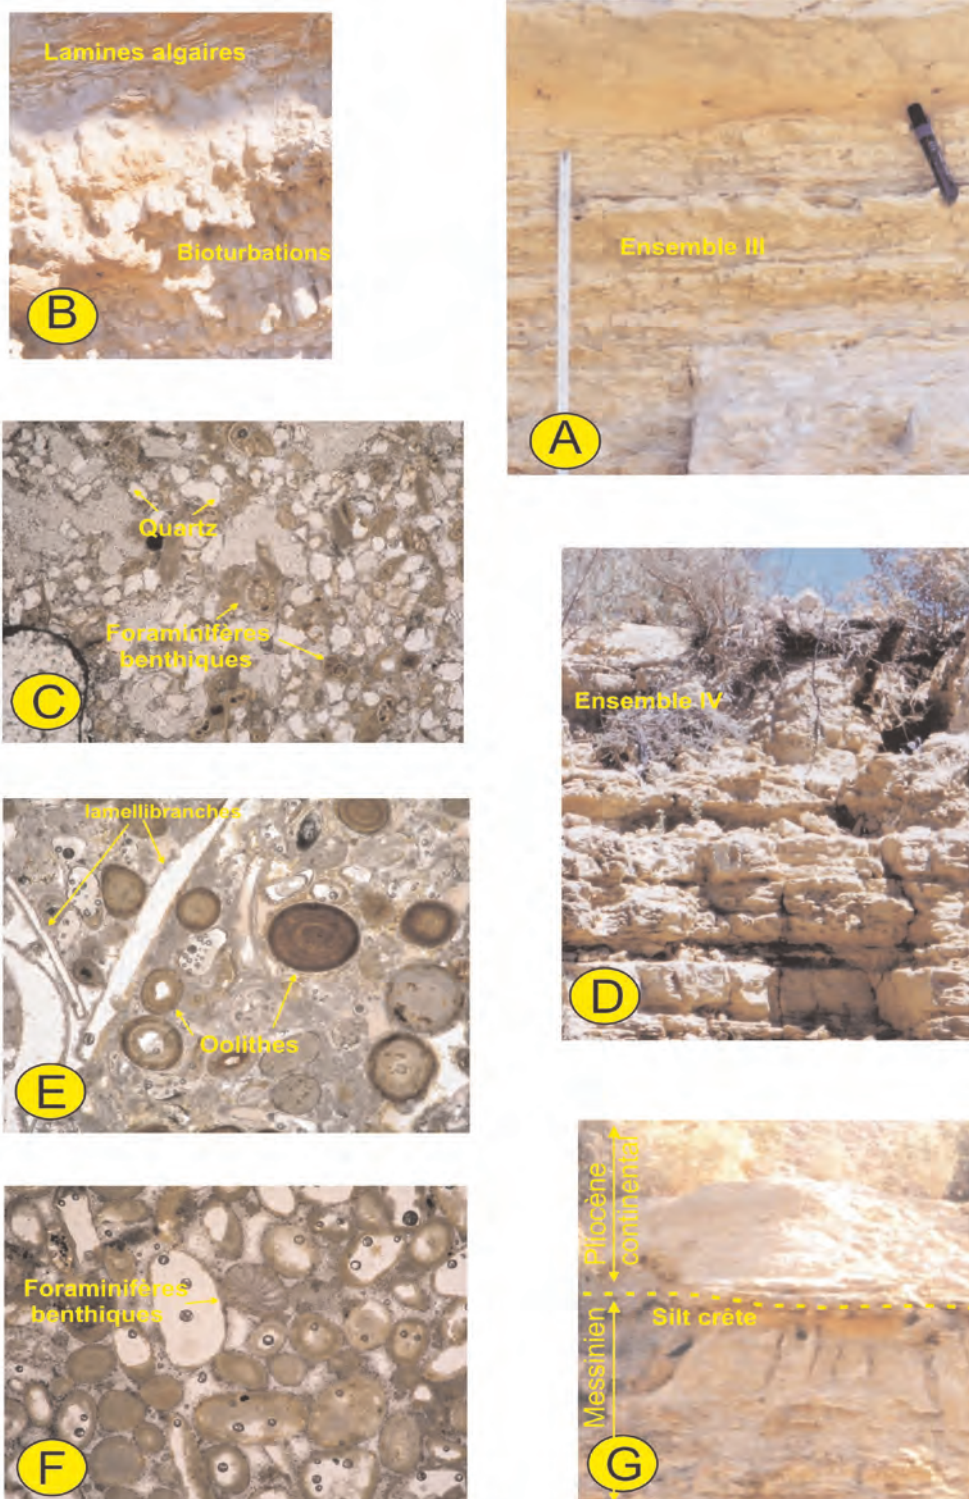 Lamines algaires
Bioturbations
B
Ensemble III
A
Quartz
Foraminifères
benthiques
C
Ensemble IV
D
lamellibranches
Oolithes
E
Foraminifères
benthiques
F
Pliocène
continental
Silt crête
Messinien
G